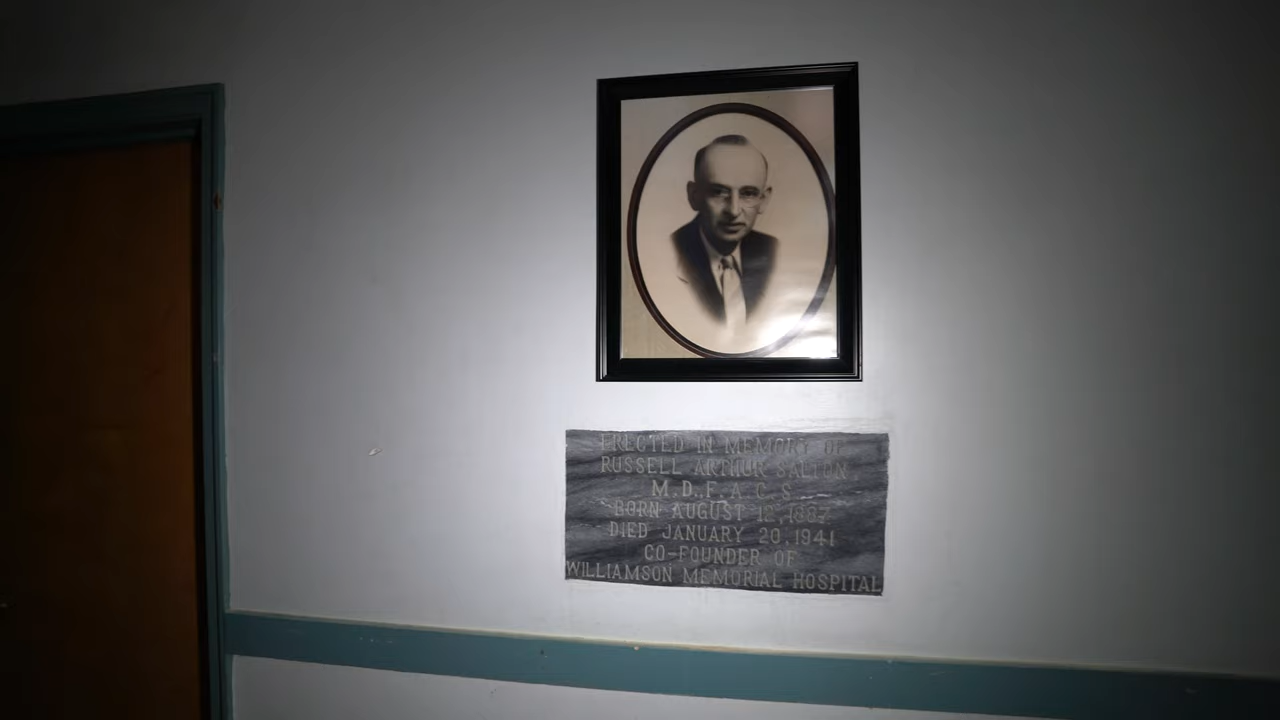 ERECTED IN MEMORY OF
RUSSELL ARTHUR SALTON
M.D.F.A.C.S
BORN AUGUST 12, 1887
DIED JANUARY 20, 1941
CO-FOUNDER OF
WILLIAMSON MEMORIAL HOSPITAL